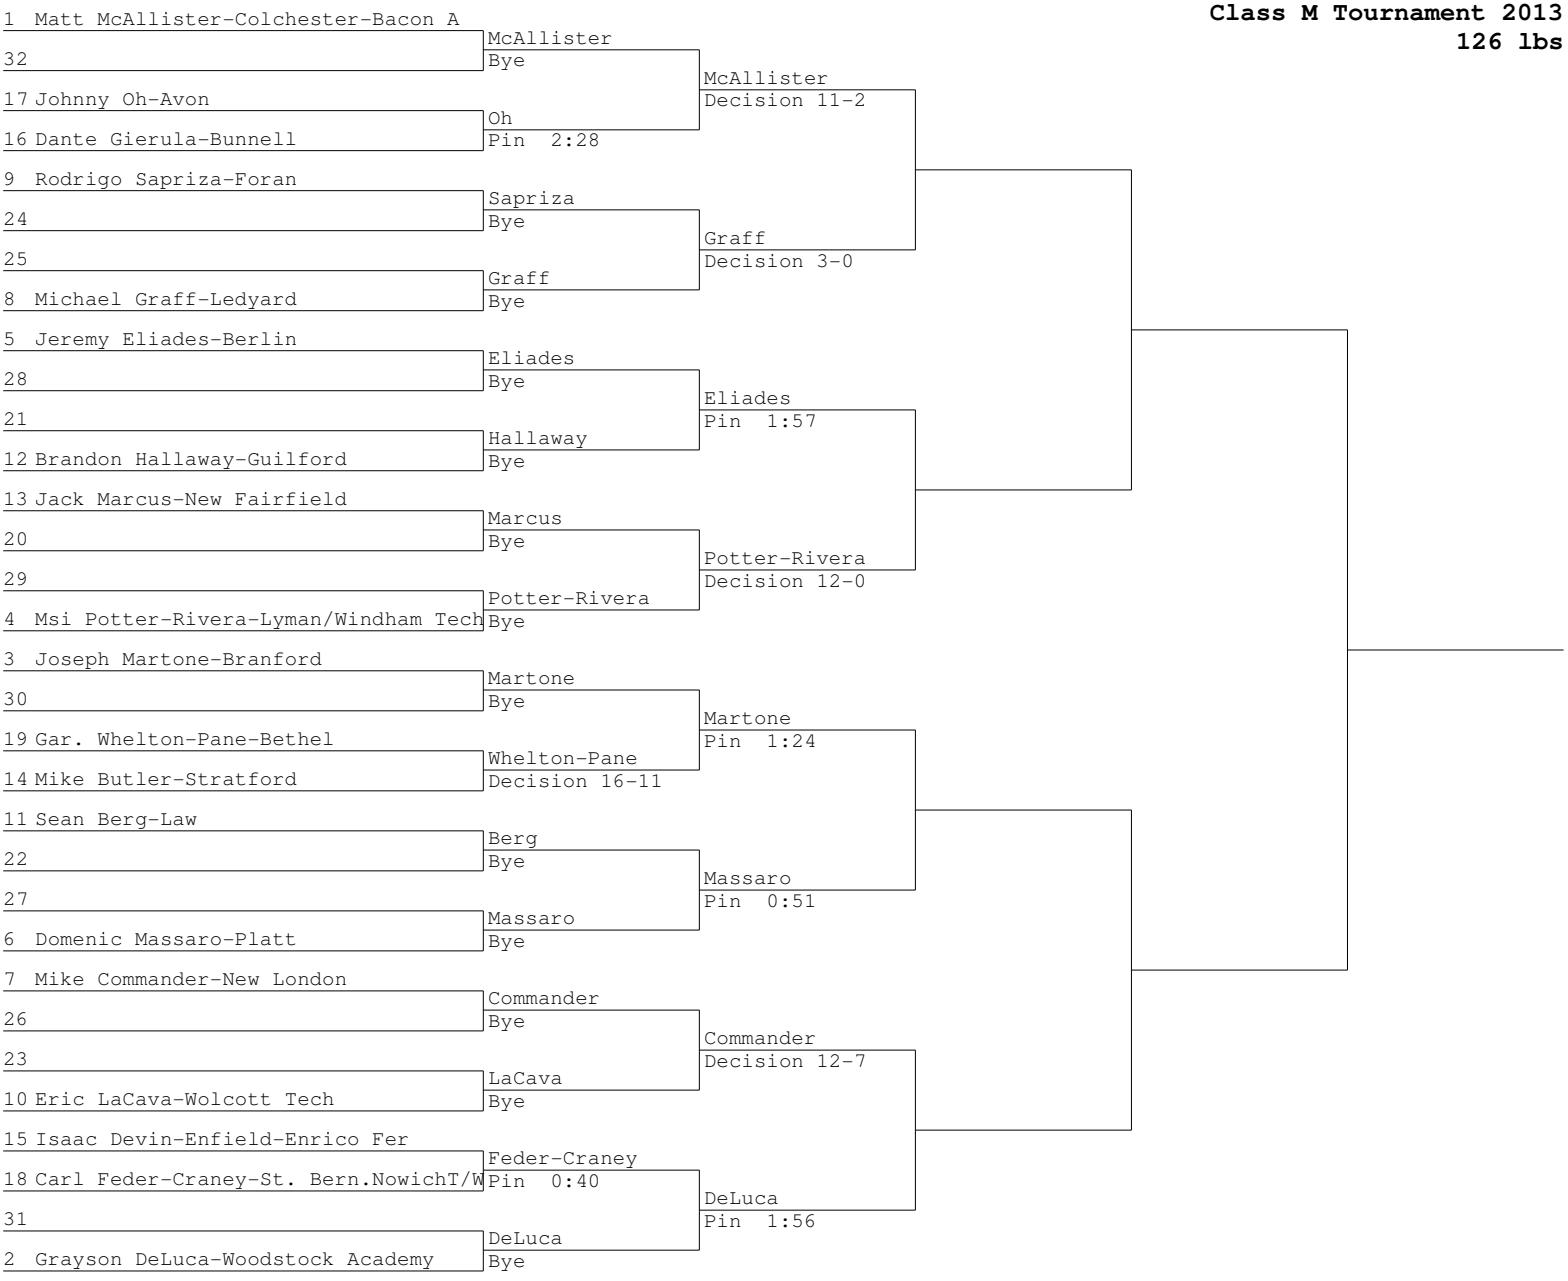 Class M Tournament 2013
126 lbs
1 Matt McAllister-Colchester-Bacon A
McAllister
32
Bye
McAllister
17 Johnny Oh-Avon
Decision 11-2
Oh
16 Dante Gierula-Bunnell
Pin 2:28
9 Rodrigo Sapriza-Foran
Sapriza
24
Bye
Graff
25
Decision 3-0
Graff
8 Michael Graff-Ledyard
Bye
5 Jeremy Eliades-Berlin
Eliades
28
Bye
Eliades
21
Pin 1:57
Hallaway
12 Brandon Hallaway-Guilford
Bye
13 Jack Marcus-New Fairfield
Marcus
20
Bye
Potter-Rivera
29
Decision 12-0
Potter-Rivera
4 Msi Potter-Rivera-Lyman/Windham Tech
Bye
3 Joseph Martone-Branford
Martone
30
Bye
Martone
19 Gar. Whelton-Pane-Bethel
Pin 1:24
Whelton-Pane
14 Mike Butler-Stratford
Decision 16-11
11 Sean Berg-Law
Berg
22
Bye
Massaro
27
Pin 0:51
Massaro
6 Domenic Massaro-Platt
Bye
7 Mike Commander-New London
Commander
26
Bye
Commander
23
Decision 12-7
LaCava
10 Eric LaCava-Wolcott Tech
Bye
15 Isaac Devin-Enfield-Enrico Fer
Feder-Craney
18 Carl Feder-Craney-St. Bern.NowichT/W
Pin 0:40
DeLuca
31
Pin 1:56
DeLuca
2 Grayson DeLuca-Woodstock Academy
Bye